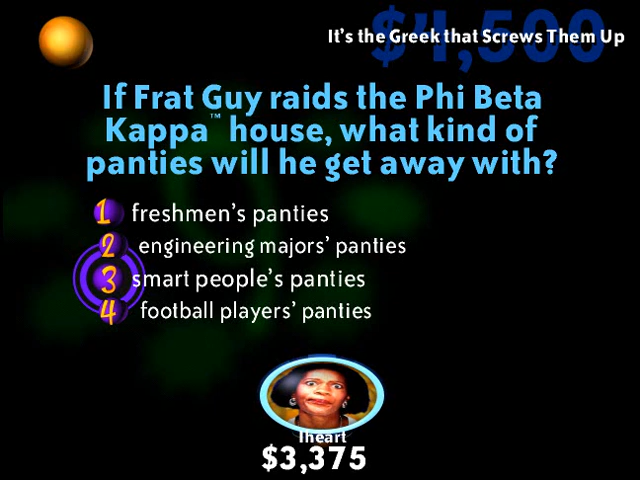 $4,500
It's the Greek that Screws Them Up
If Frat Guy raids the Phi Beta
Kappa™ house, what kind of
panties will he get away with?
1 freshmen's panties
2 engineering majors' panties
3 smart people's panties
4 football players' panties
Iheart
$3,375